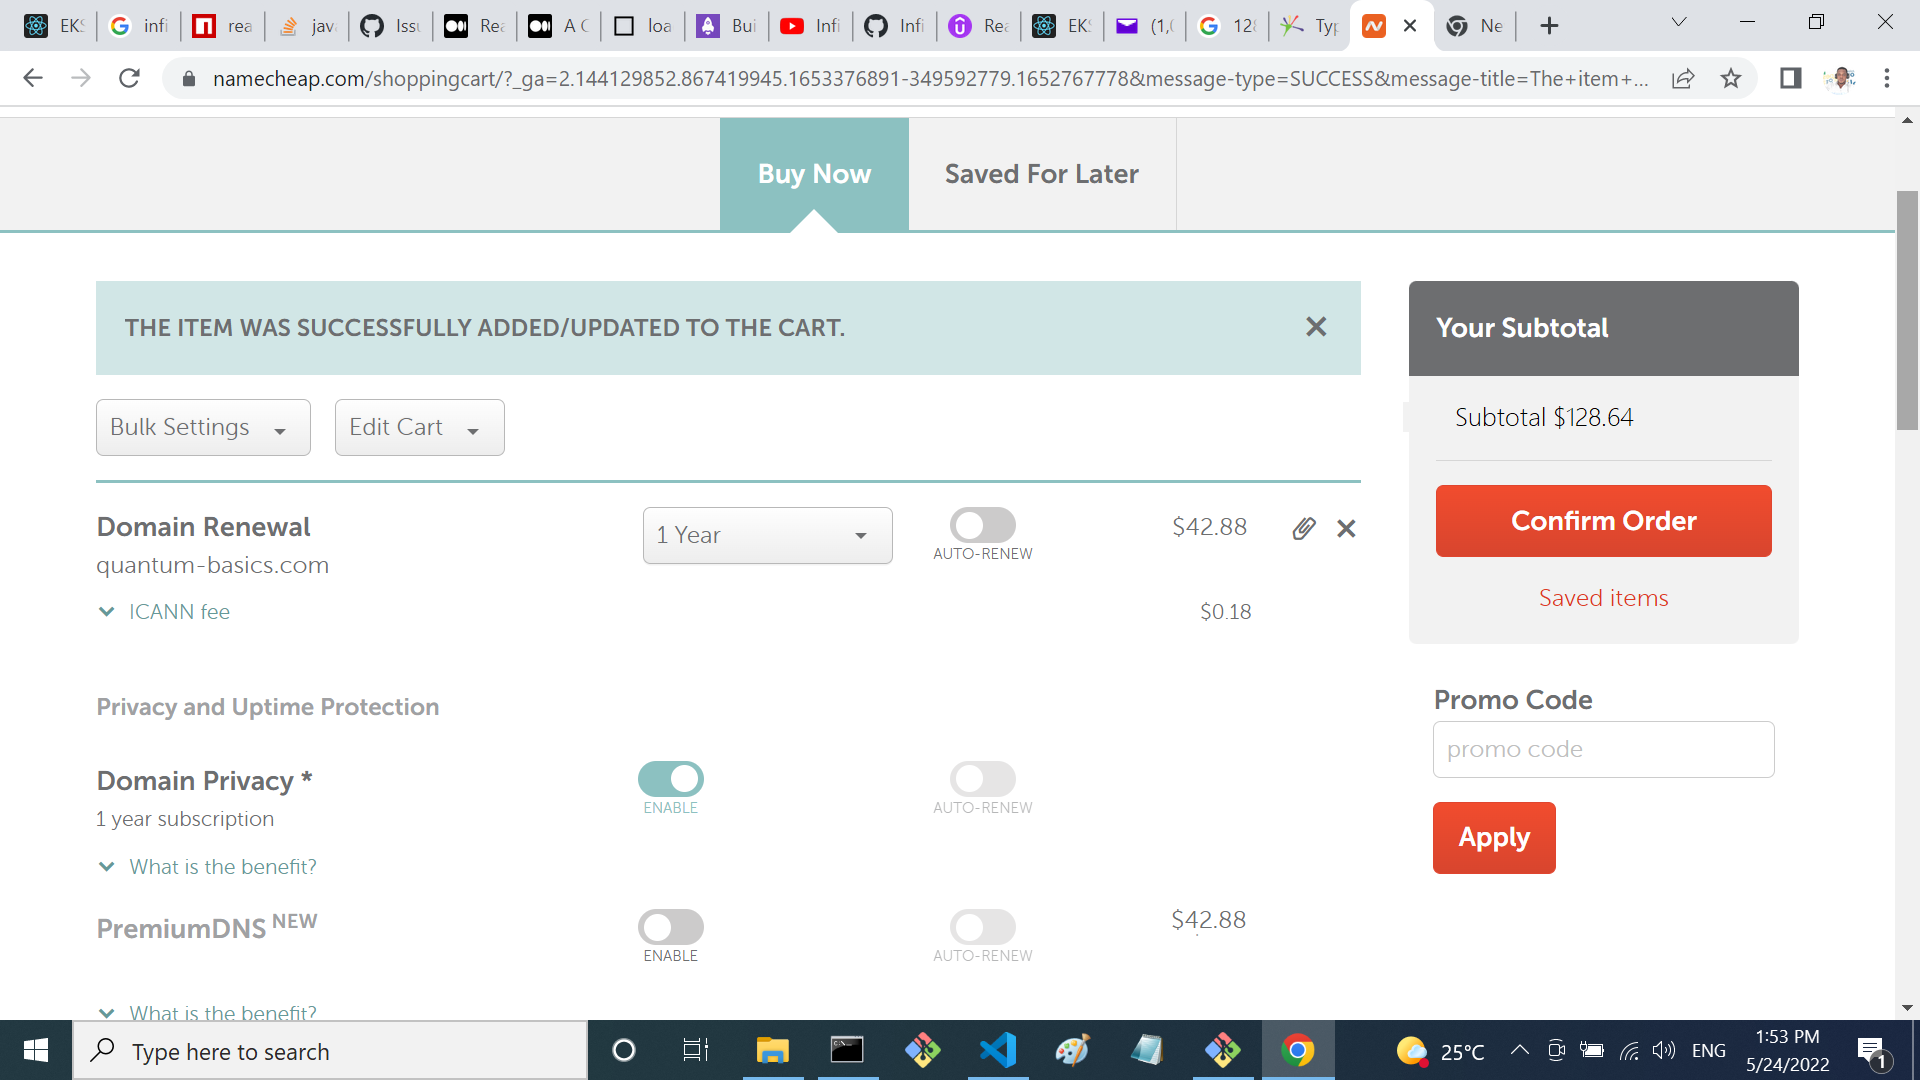 EKS
infi
rea
java
Issu
Rea
A C
loa
Bui
Infi
Infi
Rea
EKS
(1,
128
Typ
Ne
namecheap.com/shoppingcart/?_ga=2.144129852.867419945.1653376891-349592779.1652767778&message-type=SUCCESS&message-title=The+item+...
Buy Now
Saved For Later
THE ITEM WAS SUCCESSFULLY ADDED/UPDATED TO THE CART.
Your Subtotal
Subtotal $128.64
Bulk Settings
Edit Cart
Confirm Order
Domain Renewal
1 Year
$42.88
quantum-basics.com
AUTO-RENEW
Saved items
ICANN fee
$0.18
Privacy and Uptime Protection
Promo Code
promo code
Domain Privacy *
1 year subscription
ENABLE
AUTO-RENEW
Apply
What is the benefit?
PremiumDNS NEW
$42.88
ENABLE
AUTO-RENEW
What is the benefit?
Type here to search
25°C
ENG
1:53 PM
5/24/2022
1